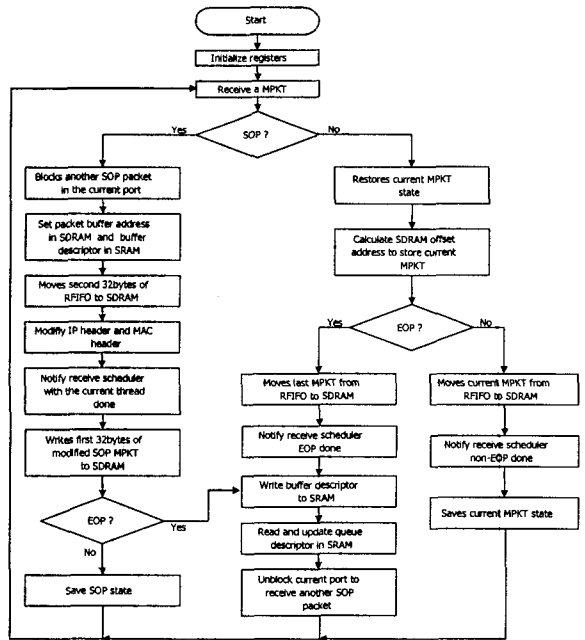 Start
Initialize registers
Receive a MPKT
SOP ?
Yes
No
Blocks another SOP packet
in the current port
Set packet buffer address
in SDRAM and buffer
descriptor in SRAM
Moves second 32bytes of
RFIFO to SDRAM
Modifiy IP header and MAC
header
Notify receive scheduler
with the current thread
done
Writes first 32bytes of
modified SOP MPKT
to SDRAM
EOP ?
Yes
No
Save SOP state
Restores current MPKT
state
Calculate SDRAM offset
address to store current
MPKT
EOP ?
Yes
No
Moves last MPKT from
RFIFO to SDRAM
Notify receive scheduler
EOP done
Write buffer descriptor
to SRAM
Read and update queue
descriptor in SRAM
Unblock current port to
receive another SOP
packet
Moves current MPKT from
RFIFO to SDRAM
Notify receive scheduler
non-EOP done
Saves current MPKT state